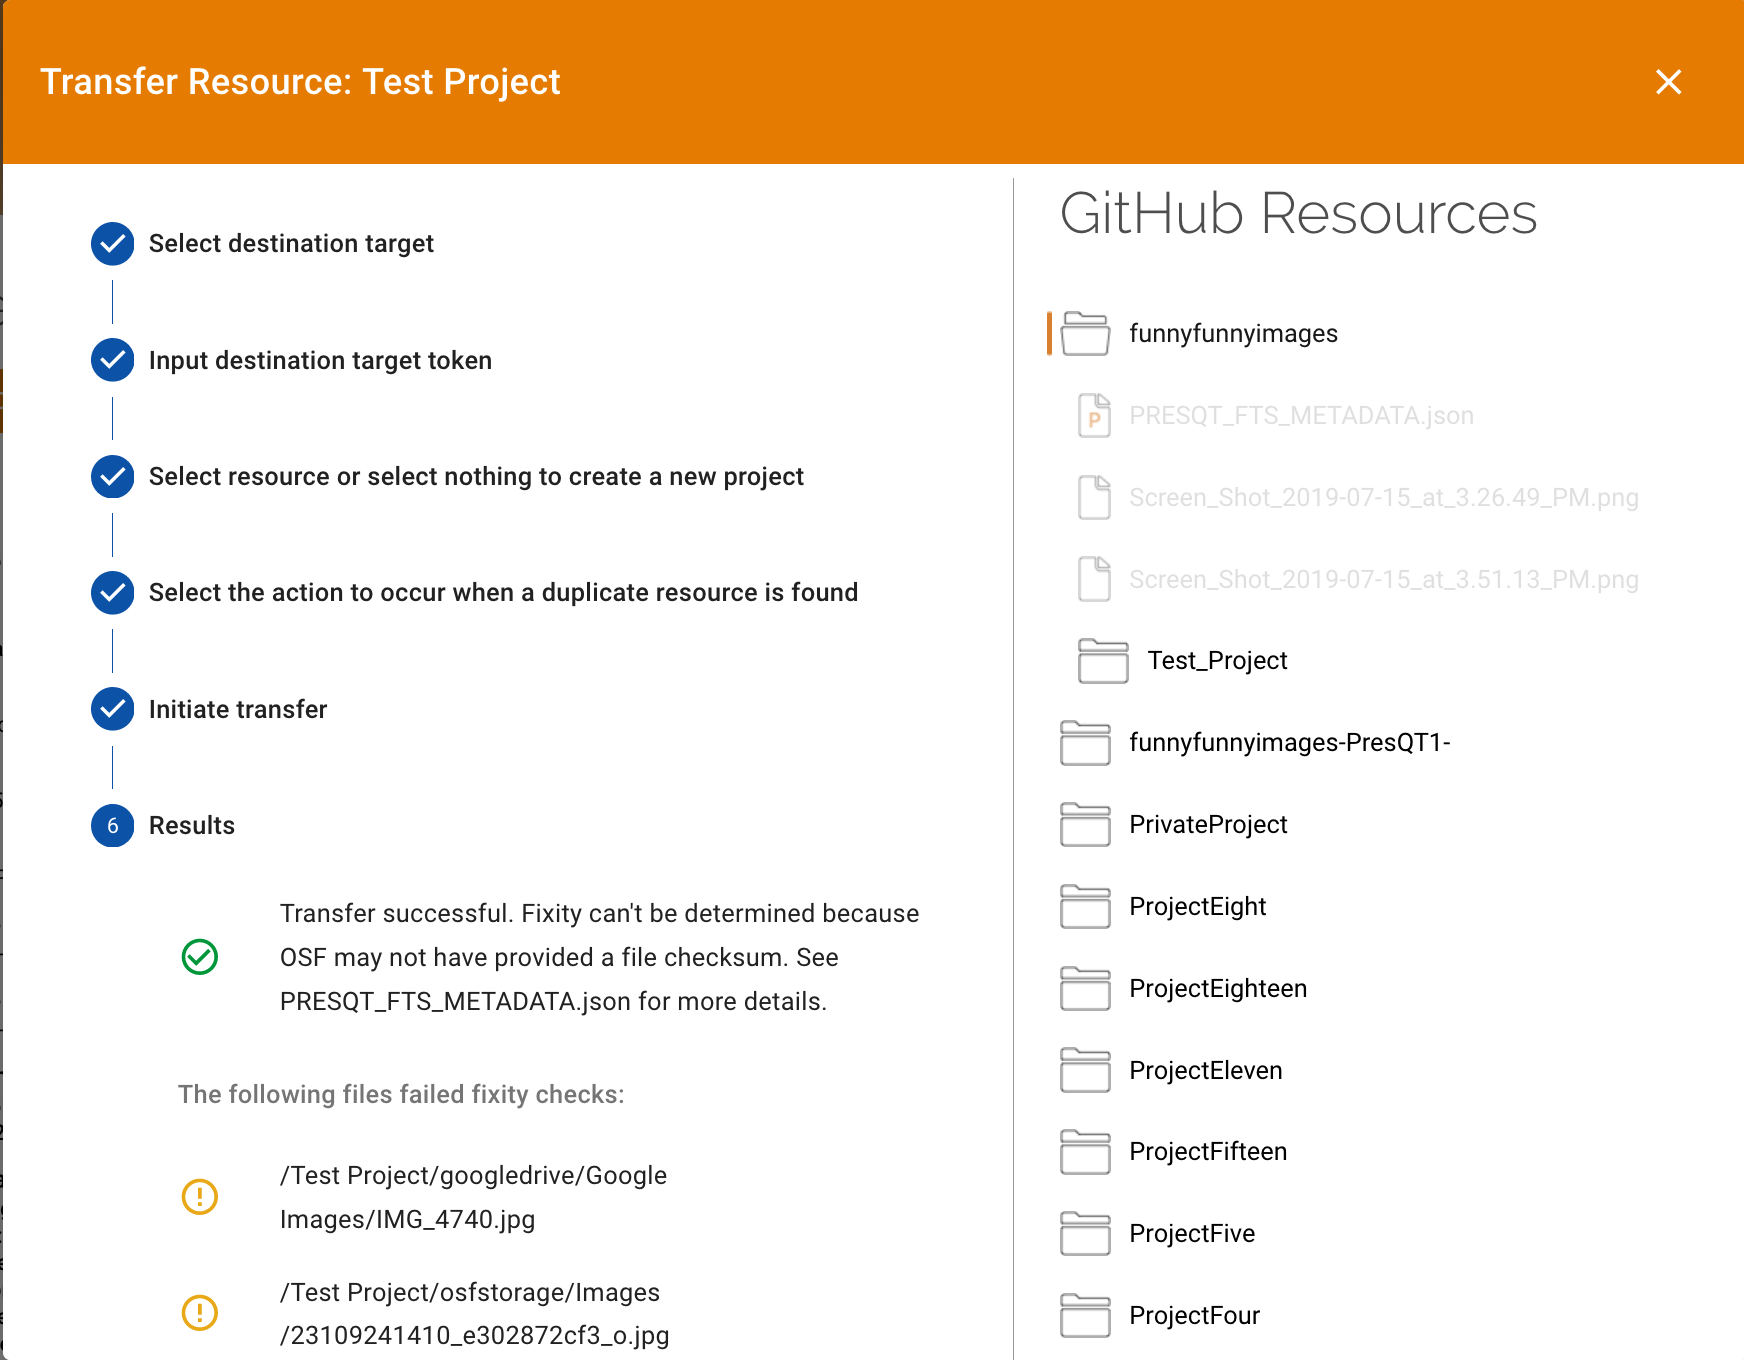 Transfer Resource: Test Project
Select destination target
Input destination target token
Select resource or select nothing to create a new project
Select the action to occur when a duplicate resource is found
Initiate transfer
6 Results
Transfer successful. Fixity can't be determined because
OSF may not have provided a file checksum. See
PRESQT_FTS_METADATA.json for more details.
The following files failed fixity checks:
/Test Project/googledrive/Google
Images/IMG_4740.jpg
/Test Project/osfstorage/Images
/23109241410_e302872cf3_o.jpg
GitHub Resources
funnyfunnyimages
P PRESQT_FTS_METADATA.json
Screen_Shot_2019-07-15_at_3.26.49_PM.png
Screen_Shot_2019-07-15_at_3.51.13_PM.png
Test_Project
funnyfunnyimages-PresQT1-
PrivateProject
ProjectEight
ProjectEighteen
ProjectEleven
ProjectFifteen
ProjectFive
ProjectFour